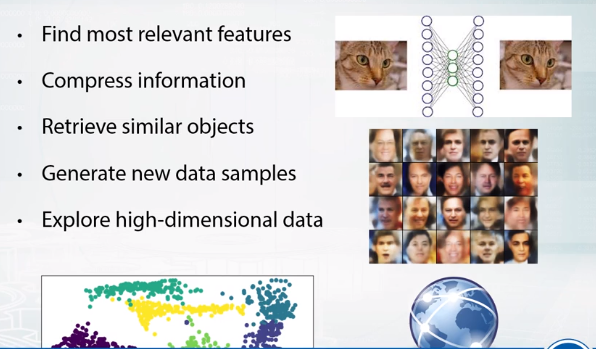 • Find most relevant features
• Compress information
• Retrieve similar objects
• Generate new data samples
• Explore high-dimensional data